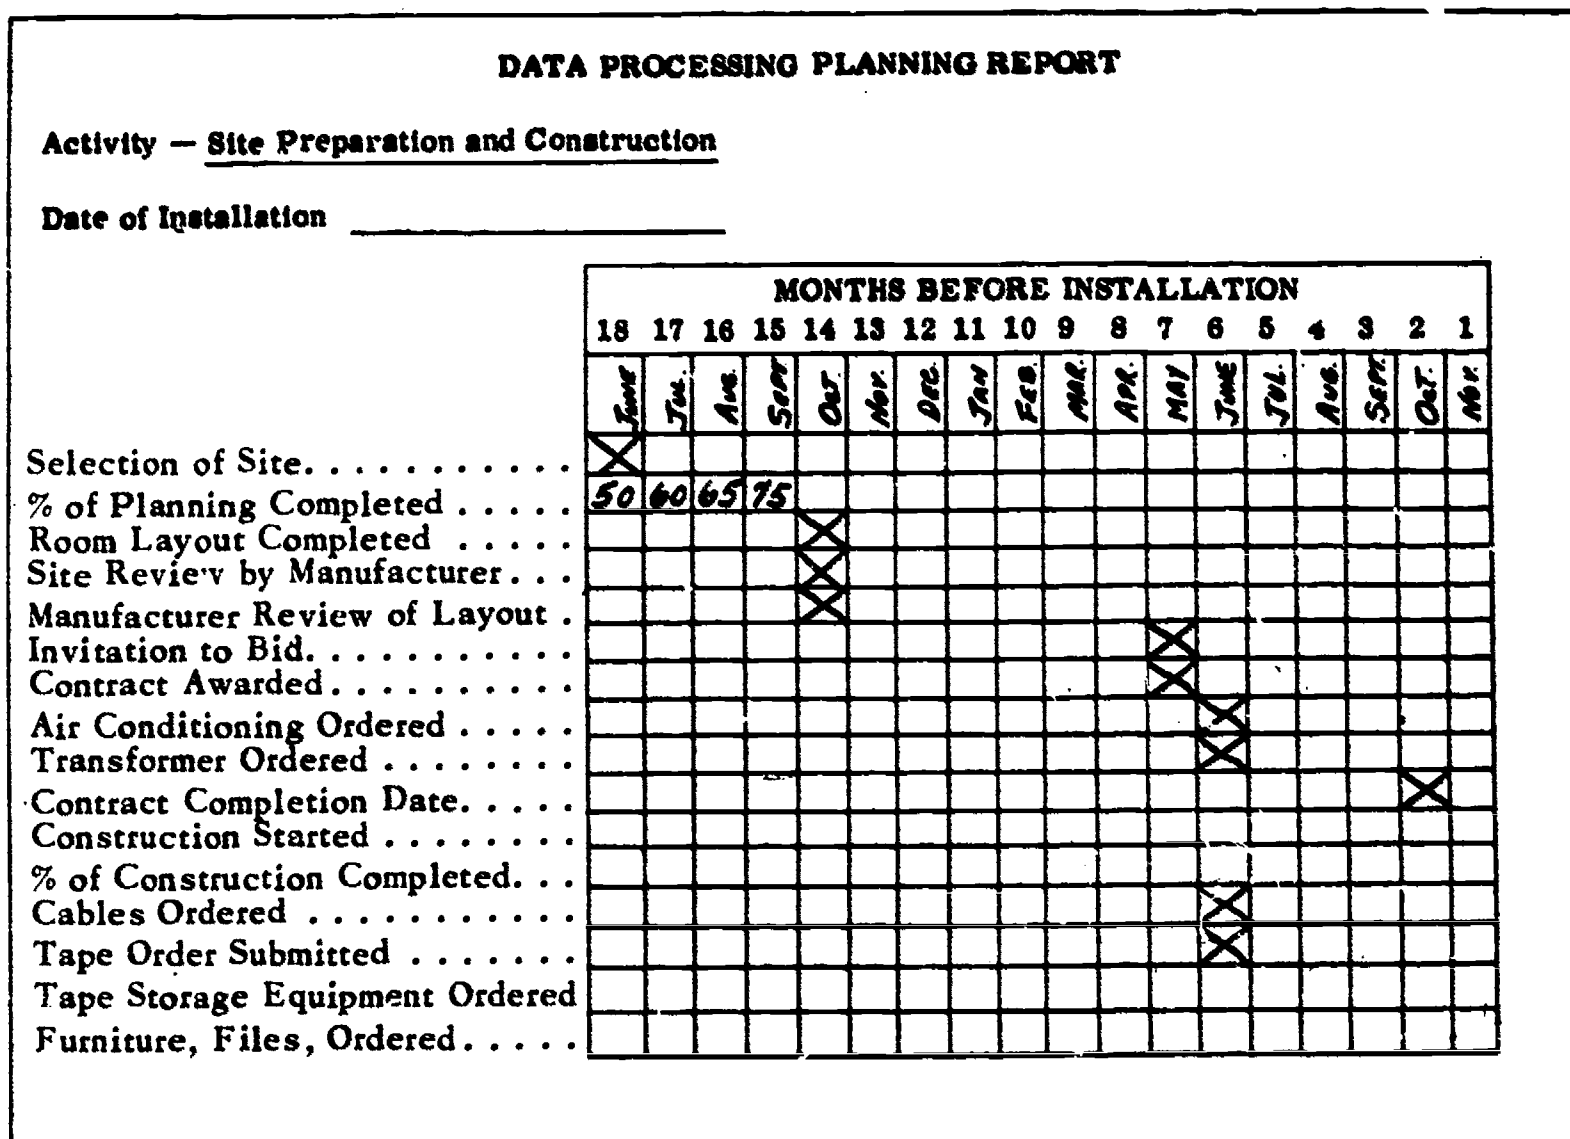 DATA PROCESSING PLANNING REPORT
Activity — Site Preparation and Construction
Date of Installation
MONTHS BEFORE INSTALLATION
18 17 16 15 14 13 12 11 10 9 8 7 6 5 4 3 2 1
JUNE JUL. AUG. SEPT. OCT. NOV. DEC. JAN FEB. MAR. APR. MAY JUNE JUL. AUG. SEPT. OCT. NOV.
Selection of Site. . . . . . . . . . . . X
% of Planning Completed . . . . . 50 60 65 75
Room Layout Completed . . . . . X
Site Review by Manufacturer . . . X
Manufacturer Review of Layout . X
Invitation to Bid. . . . . . . . . . . X
Contract Awarded . . . . . . . . . . X
Air Conditioning Ordered . . . . . X
Transformer Ordered . . . . . . . . X
Contract Completion Date. . . . . X
Construction Started . . . . . . . .
% of Construction Completed. . .
Cables Ordered . . . . . . . . . . . X
Tape Order Submitted . . . . . . . X
Tape Storage Equipment Ordered
Furniture, Files, Ordered . . . . .